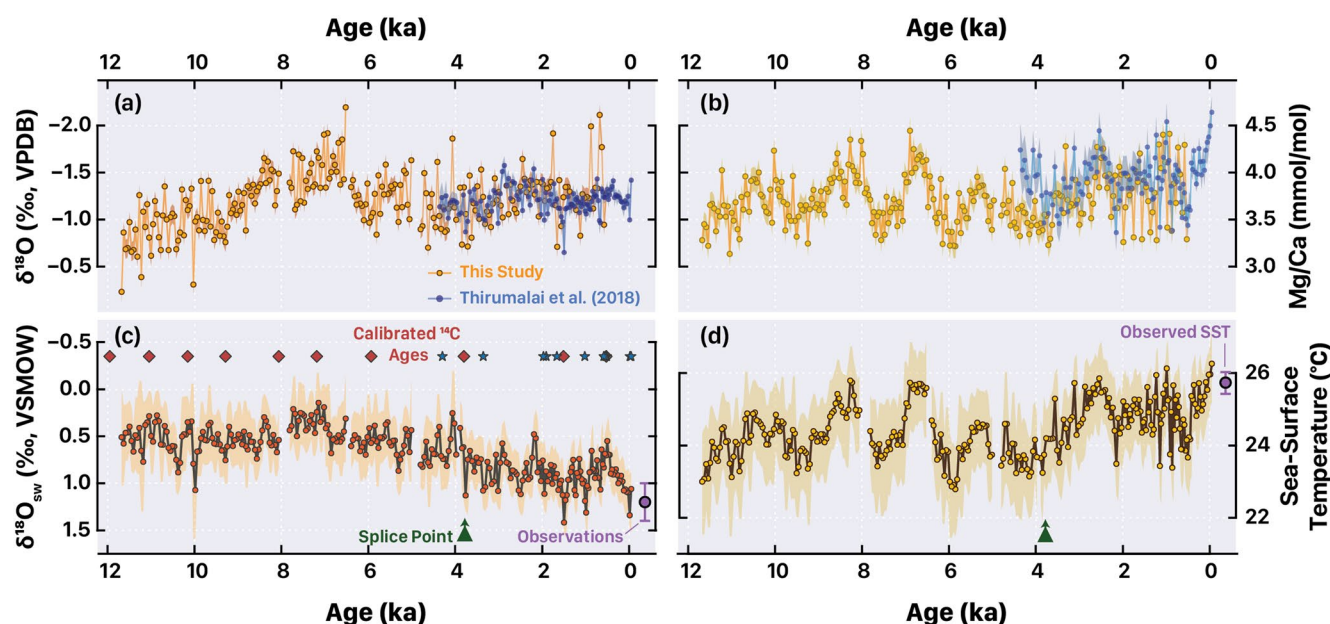 Age (ka)
Age (ka)
12 10 8 6 4 2 0
12 10 8 6 4 2 0
(a)
δ¹⁸O (‰, VPDB)
−2.0
−1.5
−1.0
−0.5
This Study
Thirumalai et al. (2018)
(b)
4.5
4.0
3.5
3.0
Mg/Ca (mmol/mol)
(c)
δ¹⁸Osw (‰, VSMOW)
−0.5
0.0
0.5
1.0
1.5
Calibrated ¹⁴C
Ages
Splice Point
Observations
(d)
Observed SST
26
24
22
Sea-Surface
Temperature (°C)
12 10 8 6 4 2 0
12 10 8 6 4 2 0
Age (ka)
Age (ka)